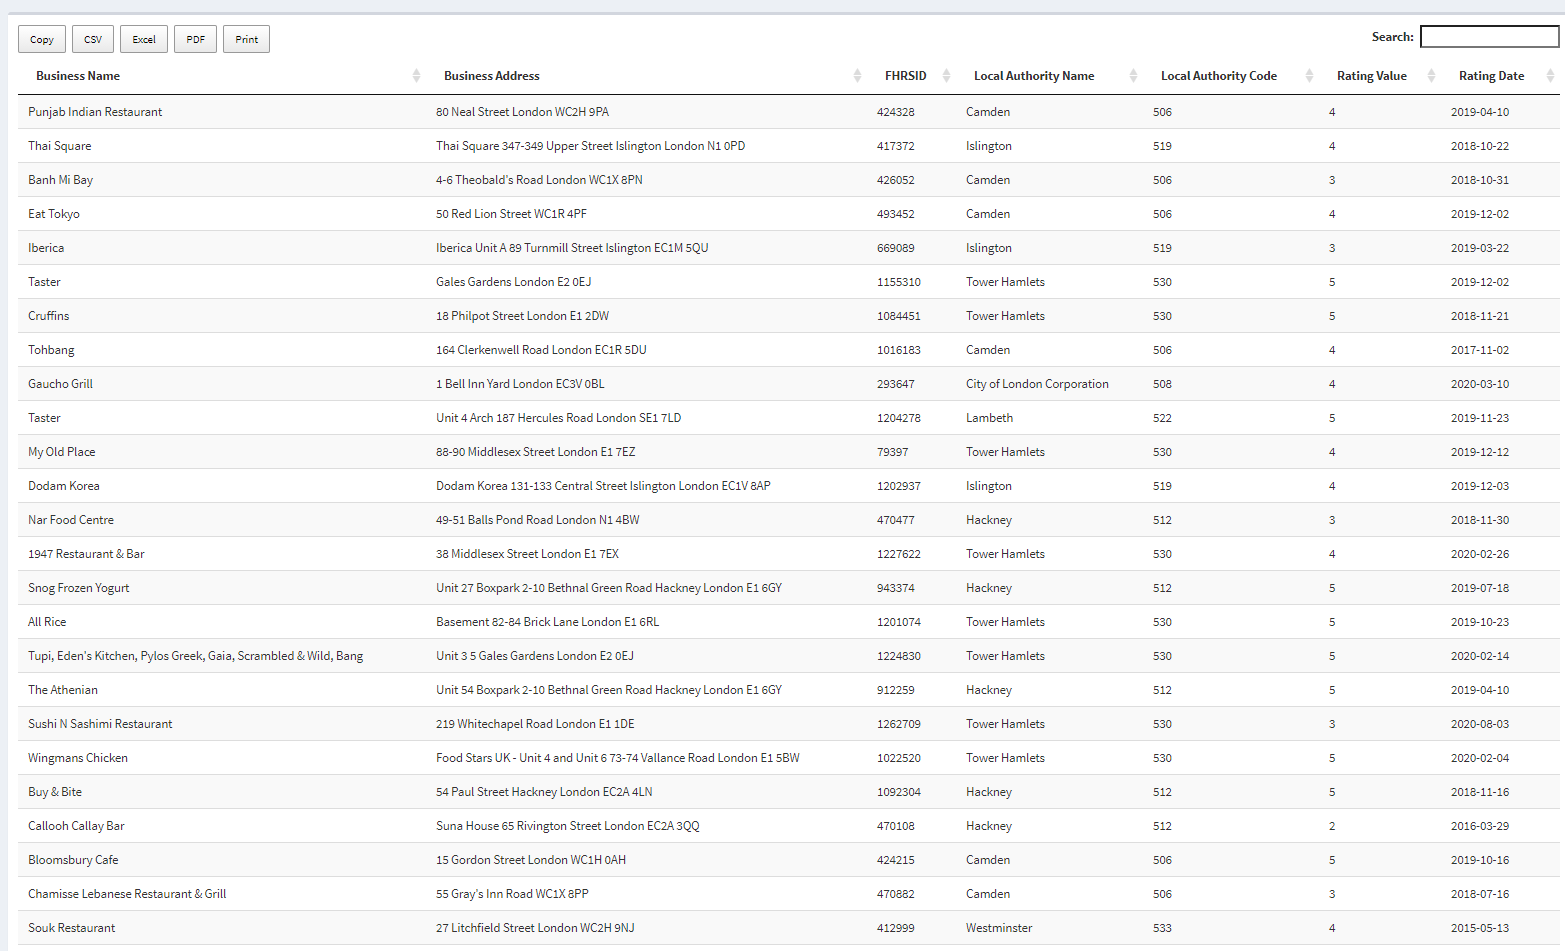 Copy CSV Excel PDF Print Search:
Business Name Business Address FHRSID Local Authority Name Local Authority Code Rating Value Rating Date
Punjab Indian Restaurant 80 Neal Street London WC2H 9PA 424328 Camden 506 4 2019-04-10
Thai Square Thai Square 347-349 Upper Street Islington London N1 0PD 417372 Islington 519 4 2018-10-22
Banh Mi Bay 4-6 Theobald's Road London WC1X 8PN 426052 Camden 506 3 2018-10-31
Eat Tokyo 50 Red Lion Street WC1R 4PF 493452 Camden 506 4 2019-12-02
Iberica Iberica Unit A 89 Turnmill Street Islington EC1M 5QU 669089 Islington 519 3 2019-03-22
Taster Gales Gardens London E2 0EJ 1155310 Tower Hamlets 530 5 2019-12-02
Cruffins 18 Philpot Street London E1 2DW 1084451 Tower Hamlets 530 5 2018-11-21
Tohbang 164 Clerkenwell Road London EC1R 5DU 1016183 Camden 506 4 2017-11-02
Gaucho Grill 1 Bell Inn Yard London EC3V 0BL 293647 City of London Corporation 508 4 2020-03-10
Taster Unit 4 Arch 187 Hercules Road London SE1 7LD 1204278 Lambeth 522 5 2019-11-23
My Old Place 88-90 Middlesex Street London E1 7EZ 79397 Tower Hamlets 530 4 2019-12-12
Dodam Korea Dodam Korea 131-133 Central Street Islington London EC1V 8AP 1202937 Islington 519 4 2019-12-03
Nar Food Centre 49-51 Balls Pond Road London N1 4BW 470477 Hackney 512 3 2018-11-30
1947 Restaurant & Bar 38 Middlesex Street London E1 7EX 1227622 Tower Hamlets 530 4 2020-02-26
Snog Frozen Yogurt Unit 27 Boxpark 2-10 Bethnal Green Road Hackney London E1 6GY 943374 Hackney 512 5 2019-07-18
All Rice Basement 82-84 Brick Lane London E1 6RL 1201074 Tower Hamlets 530 5 2019-10-23
Tupi, Eden's Kitchen, Pylos Greek, Gaia, Scrambled & Wild, Bang Unit 3 5 Gales Gardens London E2 0EJ 1224830 Tower Hamlets 530 5 2020-02-14
The Athenian Unit 54 Boxpark 2-10 Bethnal Green Road Hackney London E1 6GY 912259 Hackney 512 5 2019-04-10
Sushi N Sashimi Restaurant 219 Whitechapel Road London E1 1DE 1262709 Tower Hamlets 530 3 2020-08-03
Wingmans Chicken Food Stars UK - Unit 4 and Unit 6 73-74 Vallance Road London E1 5BW 1022520 Tower Hamlets 530 5 2020-02-04
Buy & Bite 54 Paul Street Hackney London EC2A 4LN 1092304 Hackney 512 5 2018-11-16
Callooh Callay Bar Suna House 65 Rivington Street London EC2A 3QQ 470108 Hackney 512 2 2016-03-29
Bloomsbury Cafe 15 Gordon Street London WC1H 0AH 424215 Camden 506 5 2019-10-16
Chamisse Lebanese Restaurant & Grill 55 Gray's Inn Road WC1X 8PP 470882 Camden 506 3 2018-07-16
Souk Restaurant 27 Litchfield Street London WC2H 9NJ 412999 Westminster 533 4 2015-05-13